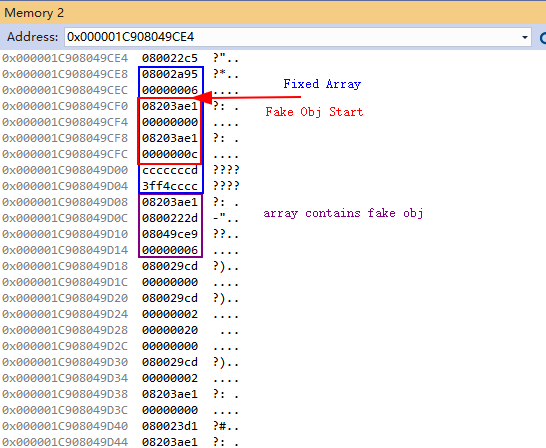 Memory 2
Address: 0x000001C908049CE4
0x000001C908049CE4 080022c5 ?"..
0x000001C908049CE8 08002a95 ?*..
0x000001C908049CEC 00000006 ....
0x000001C908049CF0 08203ae1 ?: .
0x000001C908049CF4 00000000 ....
0x000001C908049CF8 08203ae1 ?: .
0x000001C908049CFC 0000000c ....
0x000001C908049D00 cccccccd ????
0x000001C908049D04 3ff4cccc ????
0x000001C908049D08 08203ae1 ?: .
0x000001C908049D0C 0800222d -"..
0x000001C908049D10 08049ce9 ??..
0x000001C908049D14 00000006 ....
0x000001C908049D18 080029cd ?)..
0x000001C908049D1C 00000000 ....
0x000001C908049D20 080029cd ?)..
0x000001C908049D24 00000002 ....
0x000001C908049D28 00000020  ...
0x000001C908049D2C 00000000 ....
0x000001C908049D30 080029cd ?)..
0x000001C908049D34 00000002 ....
0x000001C908049D38 08203ae1 ?: .
0x000001C908049D3C 00000000 ....
0x000001C908049D40 080023d1 ?#..
0x000001C908049D44 08203ae1 ?: .
Fixed Array
Fake Obj Start
array contains fake obj